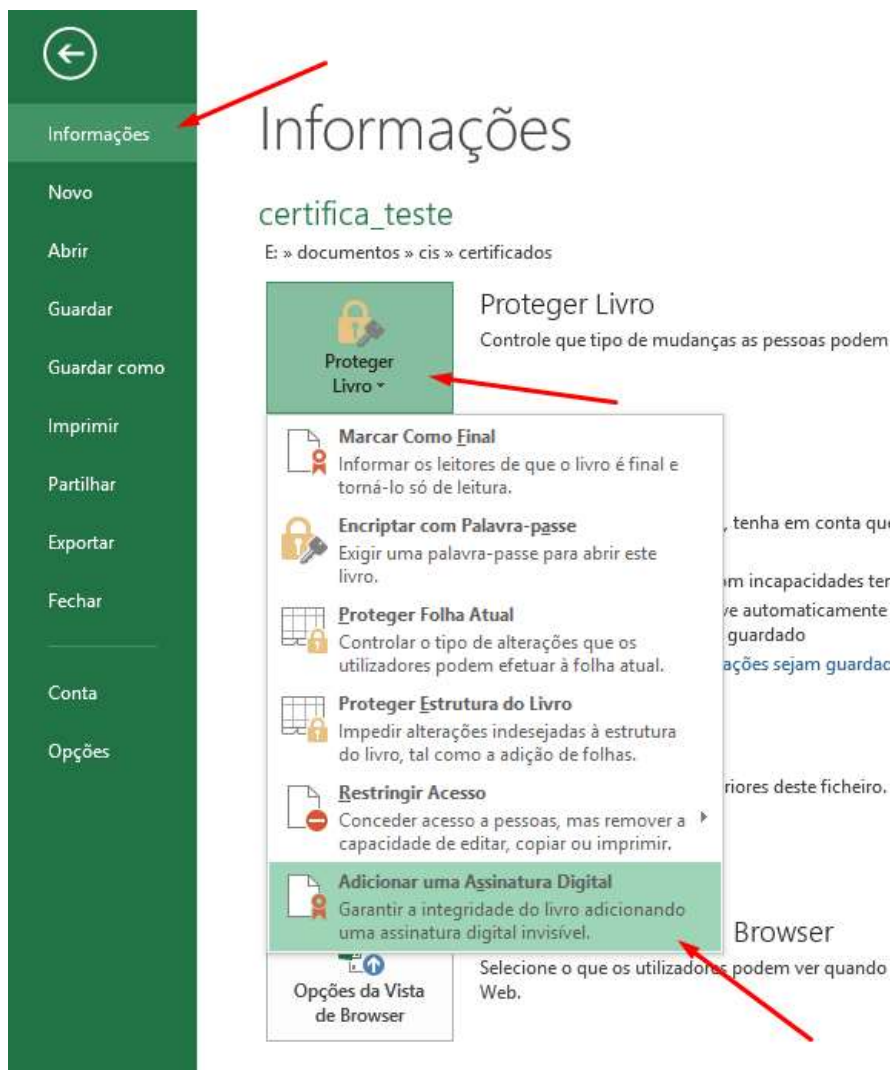 Informações
Novo
Abrir
Guardar
Guardar como
Imprimir
Partilhar
Exportar
Fechar
Conta
Opções
Informações
certifica_teste
E: » documentos » cis » certificados
Proteger
Livro
Proteger Livro
Controle que tipo de mudanças as pessoas podem
Marcar Como Final
Informar os leitores de que o livro é final e
torná-lo só de leitura.
Encriptar com Palavra-passe
Exigir uma palavra-passe para abrir este
livro.
Proteger Folha Atual
Controlar o tipo de alterações que os
utilizadores podem efetuar à folha atual.
Proteger Estrutura do Livro
Impedir alterações indesejadas à estrutura
do livro, tal como a adição de folhas.
Restringir Acesso
Conceder acesso a pessoas, mas remover a
capacidade de editar, copiar ou imprimir.
Adicionar uma Assinatura Digital
Garantir a integridade do livro adicionando
uma assinatura digital invisível.
, tenha em conta que
m incapacidades ter
ve automaticamente
guardado
ações sejam guardad
riores deste ficheiro.
Browser
Opções da Vista
de Browser
Selecione o que os utilizadores podem ver quando
Web.